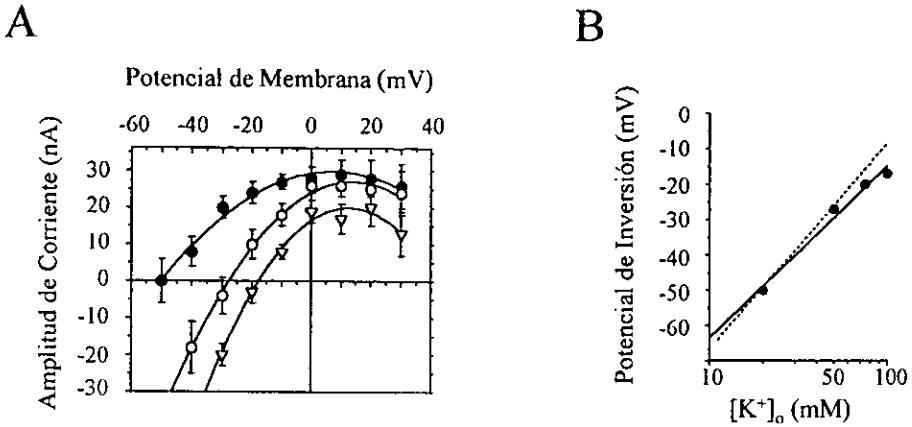 A
Potencial de Membrana (mV)
-60 -40 -20 0 20 40
Amplitud de Corriente (nA)
30
20
10
0
-10
-20
-30
B
Potencial de Inversión (mV)
0
-10
-20
-30
-40
-50
-60
10 50 100
[K⁺]ₒ (mM)